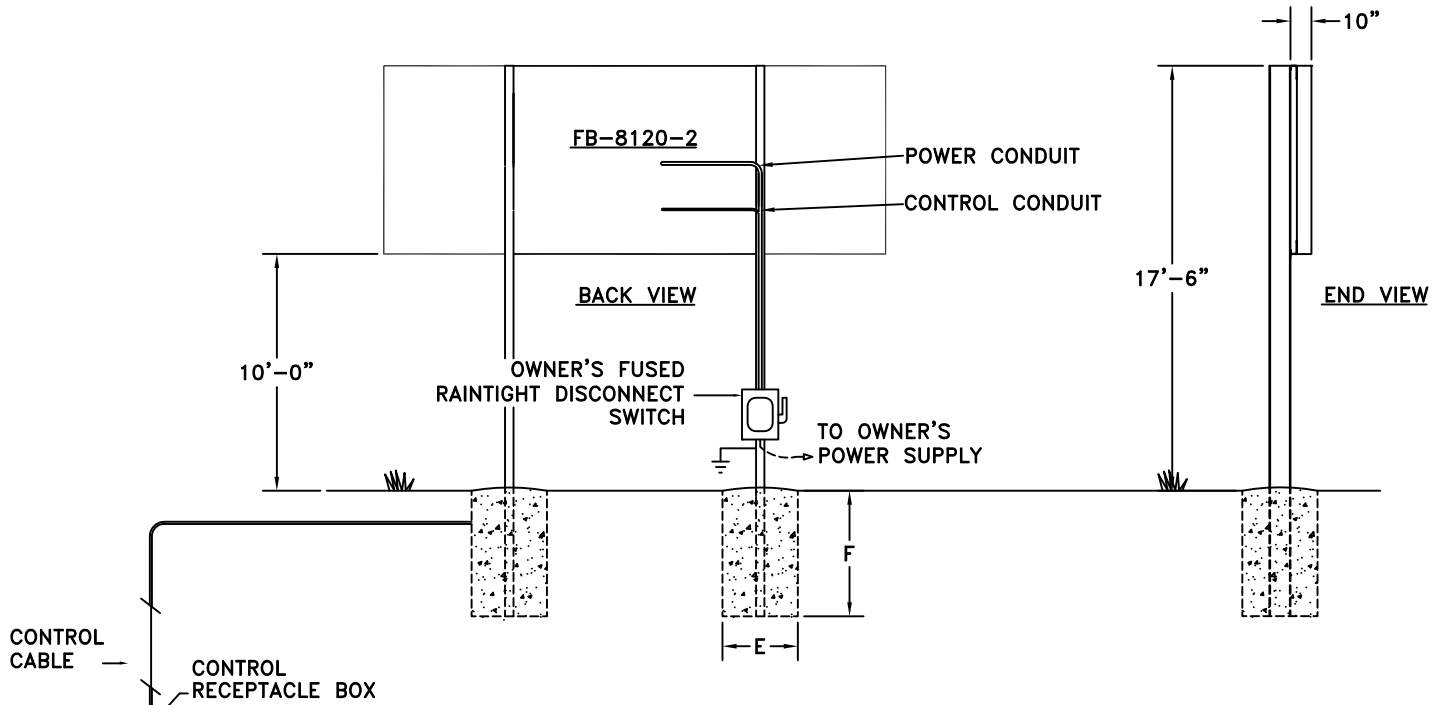 10”
FB-8120-2
POWER CONDUIT
CONTROL CONDUIT
17’-6”
BACK VIEW
END VIEW
10’-0”
OWNER’S FUSED
RAINTIGHT DISCONNECT
SWITCH
TO OWNER’S
POWER SUPPLY
F
E
CONTROL
CABLE
CONTROL
RECEPTACLE BOX